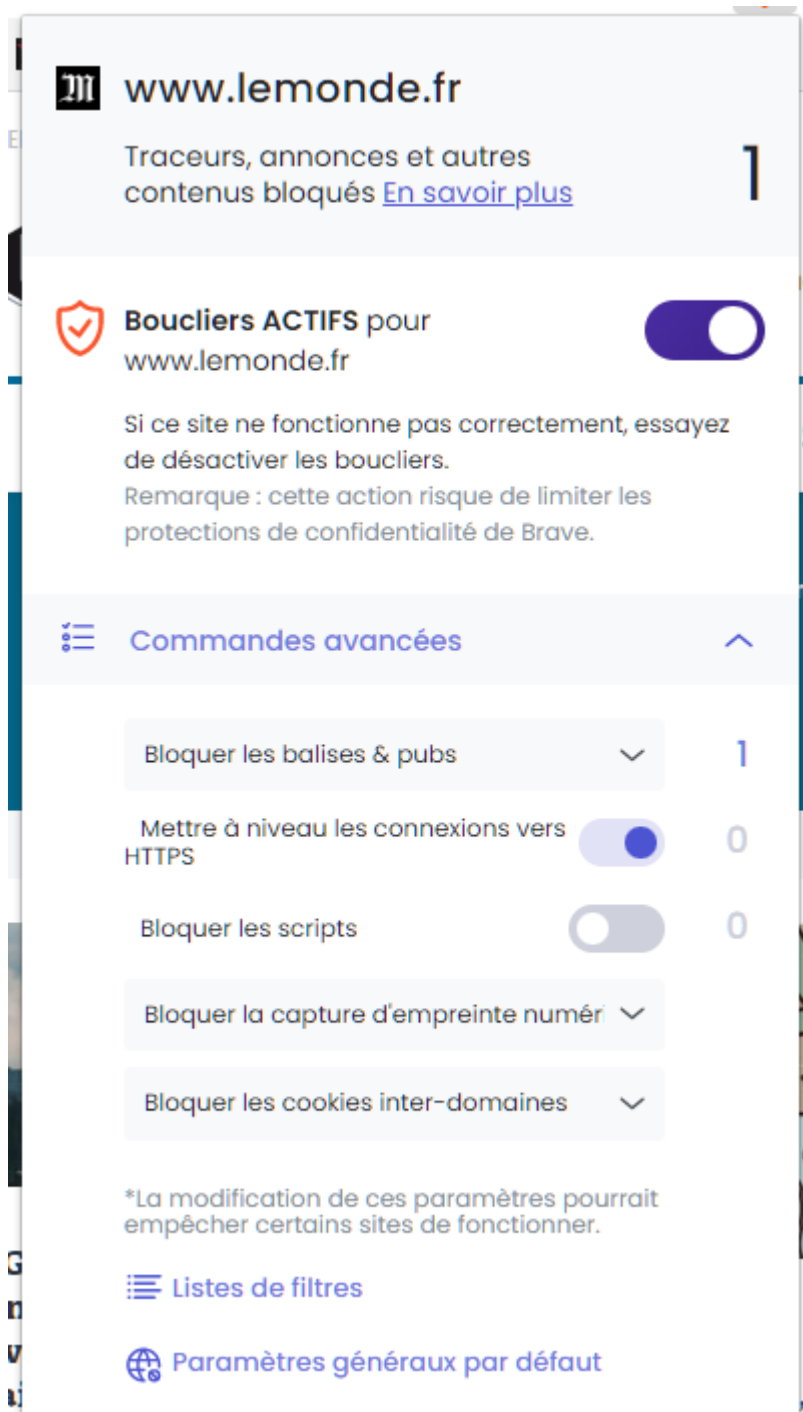 www.lemonde.fr
Traceurs, annonces et autres
contenus bloqués En savoir plus
1
Boucliers ACTIFS pour
www.lemonde.fr
Si ce site ne fonctionne pas correctement, essayez
de désactiver les boucliers.
Remarque : cette action risque de limiter les
protections de confidentialité de Brave.
Commandes avancées
Bloquer les balises & pubs
1
Mettre à niveau les connexions vers
HTTPS
0
Bloquer les scripts
0
Bloquer la capture d'empreinte numéri
Bloquer les cookies inter-domaines
*La modification de ces paramètres pourrait
empêcher certains sites de fonctionner.
Listes de filtres
Paramètres généraux par défaut